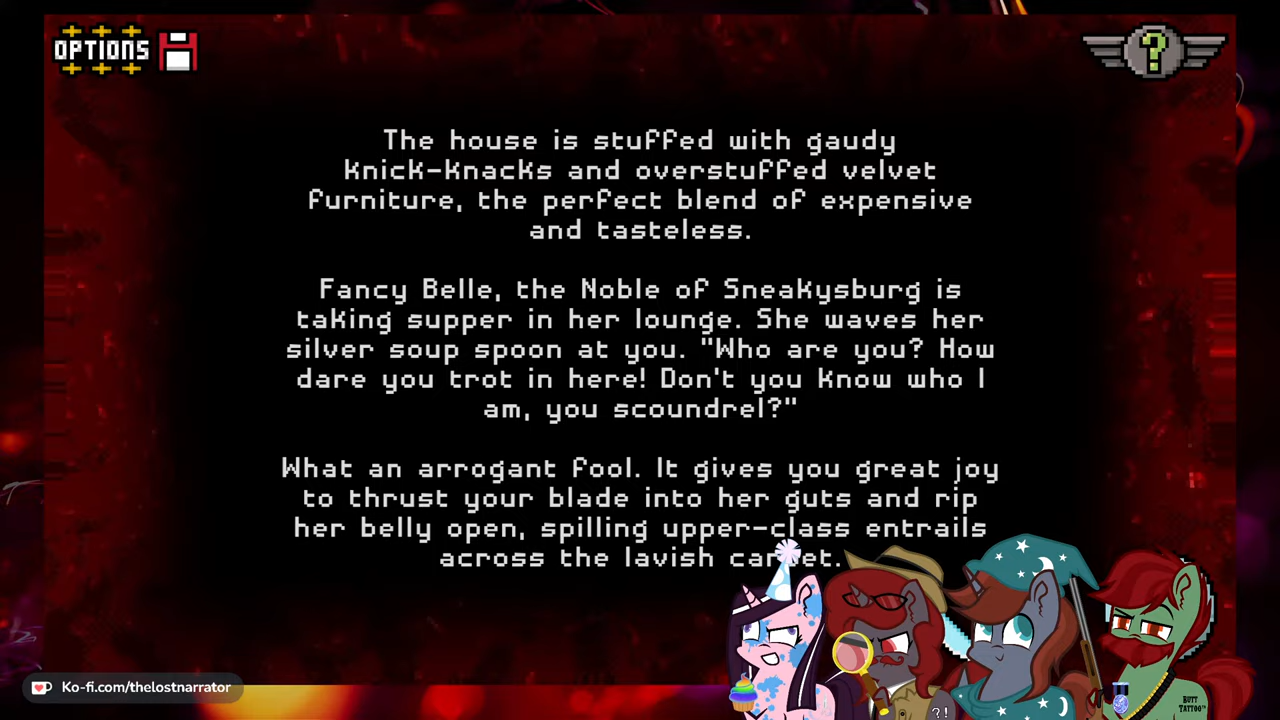 OPTIONS
?
The house is stuffed with gaudy
knick-knacks and overstuffed velvet
furniture, the perfect blend of expensive
and tasteless.
Fancy Belle, the Noble of Sneakysburg is
taking supper in her lounge. She waves her
silver soup spoon at you. "Who are you? How
dare you trot in here! Don't you know who I
am, you scoundrel?"
What an arrogant fool. It gives you great joy
to thrust your blade into her guts and rip
her belly open, spilling upper-class entrails
across the lavish carpet.
Ko-fi.com/thelostnarrator
?!
BUTT
TATTOO™